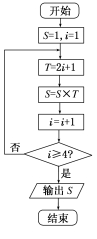 开始
S=1,i=1
T=2i+1
S=S×T
i=i+1
i≥4?
否
是
输出 S
结束